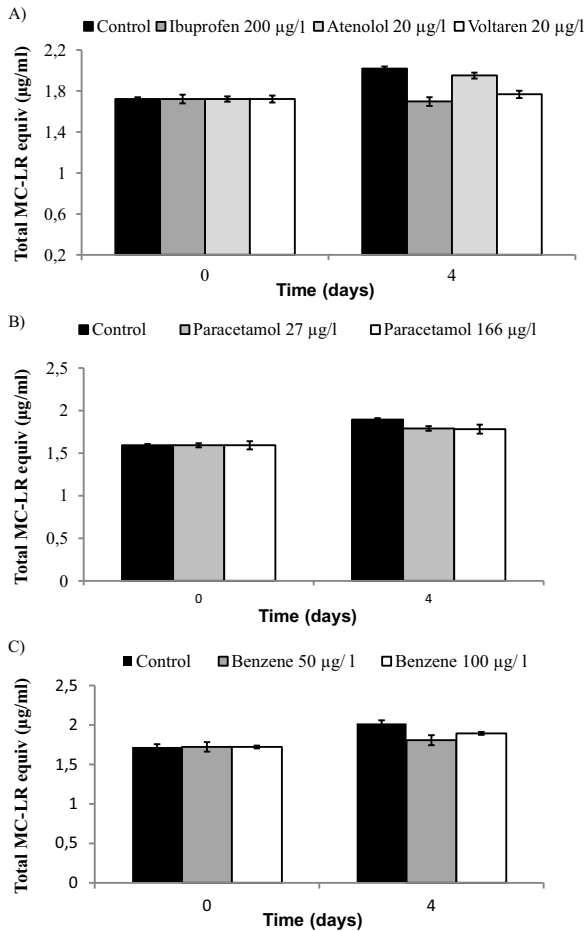 A)
Control Ibuprofen 200 µg/l Atenolol 20 µg/l Voltaren 20 µg/l
Total MC-LR equiv (µg/ml)
2,2
1,8
1,4
1
0,6
0,2
0 4
Time (days)
B)
Control Paracetamol 27 µg/l Paracetamol 166 µg/l
Total MC-LR equiv (µg/ml)
2,5
2
1,5
1
0,5
0
0 4
Time (days)
C)
Control Benzene 50 µg/ l Benzene 100 µg/ l
Total MC-LR equiv (µg/ml)
2,5
2
1,5
1
0,5
0
0 4
Time (days)